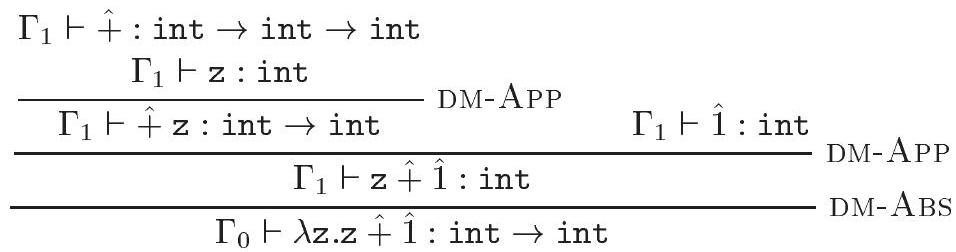 Γ₁ ⊢ +̂ : int → int → int
Γ₁ ⊢ z : int
DM-APP
Γ₁ ⊢ +̂ z : int → int Γ₁ ⊢ 1̂ : int
DM-APP
Γ₁ ⊢ z +̂ 1̂ : int
DM-ABS
Γ₀ ⊢ λz.z +̂ 1̂ : int → int